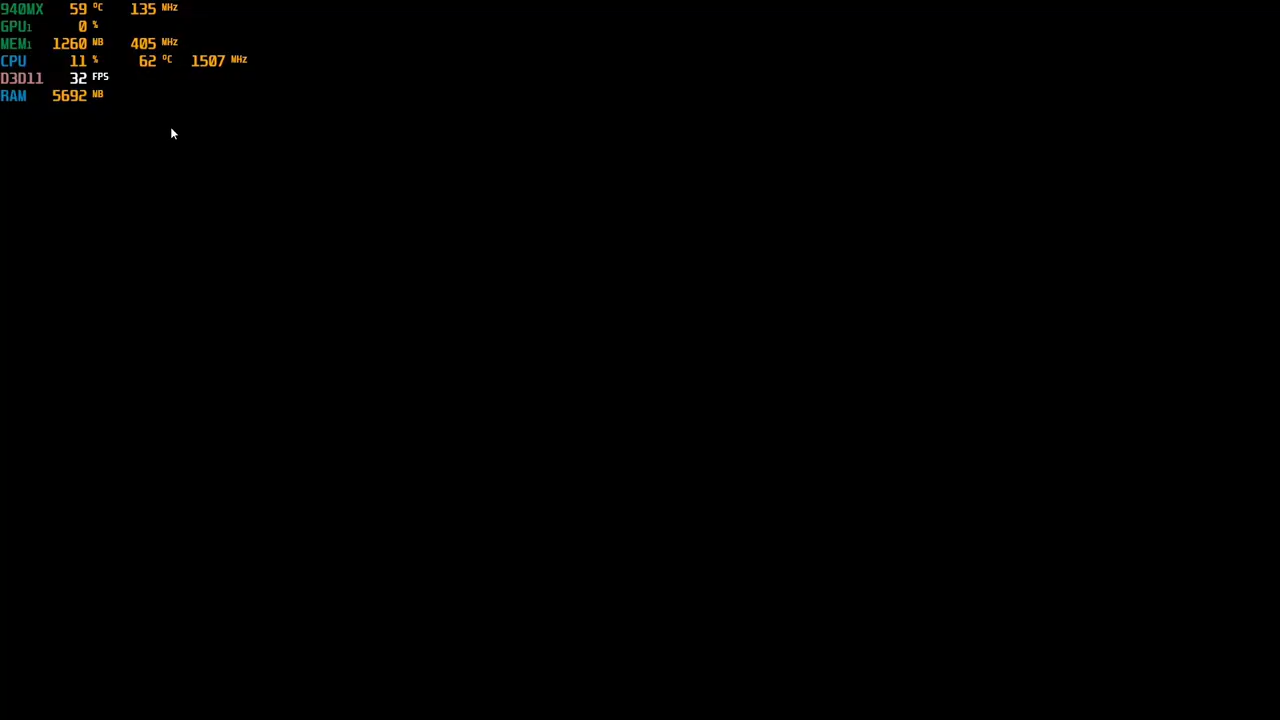 940MX 59 °C 135 MHz
GPU1 0 %
MEM1 1260 MB 405 MHz
CPU 11 % 62 °C 1507 MHz
D3D11 32 FPS
RAM 5692 MB